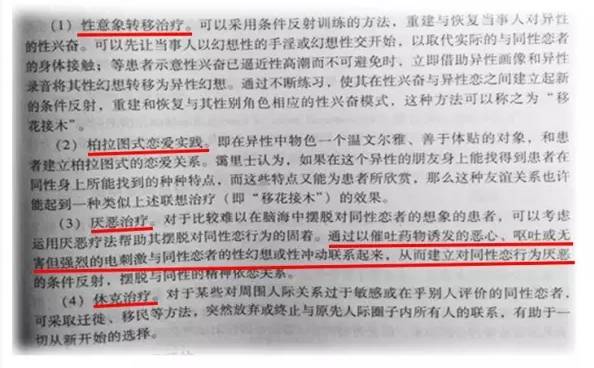 （1）性意象转移治疗。可以采用条件反射训练的方法，重建与恢复当事人对异性
的性兴奋。可以先让当事人以幻想性的手淫或幻想性交开始，以取代实际的与同性恋者
的身体接触；等患者示意性兴奋已逼近性高潮而不可避免时，立即借助异性画像和异性
录音将其性幻想转移为异性幻想。通过不断练习，使其在性兴奋与异性恋之间建立起新
的条件反射，重建和恢复与其性别角色相应的性兴奋模式，这种方法可以称之为“移
花接木”。
（2）柏拉图式恋爱实践。即在异性中物色一个温文尔雅、善于体贴的对象，和患
者建立柏拉图式的恋爱关系。霭里士认为，如果在这个异性的朋友身上能找得到患者在
同性身上所能找到的种种特点，而这些特点又能为患者所欣赏，那么这种友谊关系也许
能起到一种类似上述联想治疗（即“移花接木”）的效果。
（3）厌恶治疗。对于比较难以在脑海中摆脱对同性恋者的想象的患者，可以考虑
运用厌恶疗法帮助其摆脱对同性恋行为的固着。通过以催吐药物诱发的恶心、呕吐或无
害但强烈的电刺激与同性恋者的性幻想或性冲动联系起来，从而建立对同性恋行为厌恶
的条件反射，摆脱与同性的精神依恋关系。
（4）休克治疗。对于某些对周围人际关系过于敏感或在乎别人评价的同性恋者，
可采取迁徙、移民等方法，突然放弃或终止与原先人际圈子内所有人的联系，有助于一
切从新开始的选择。